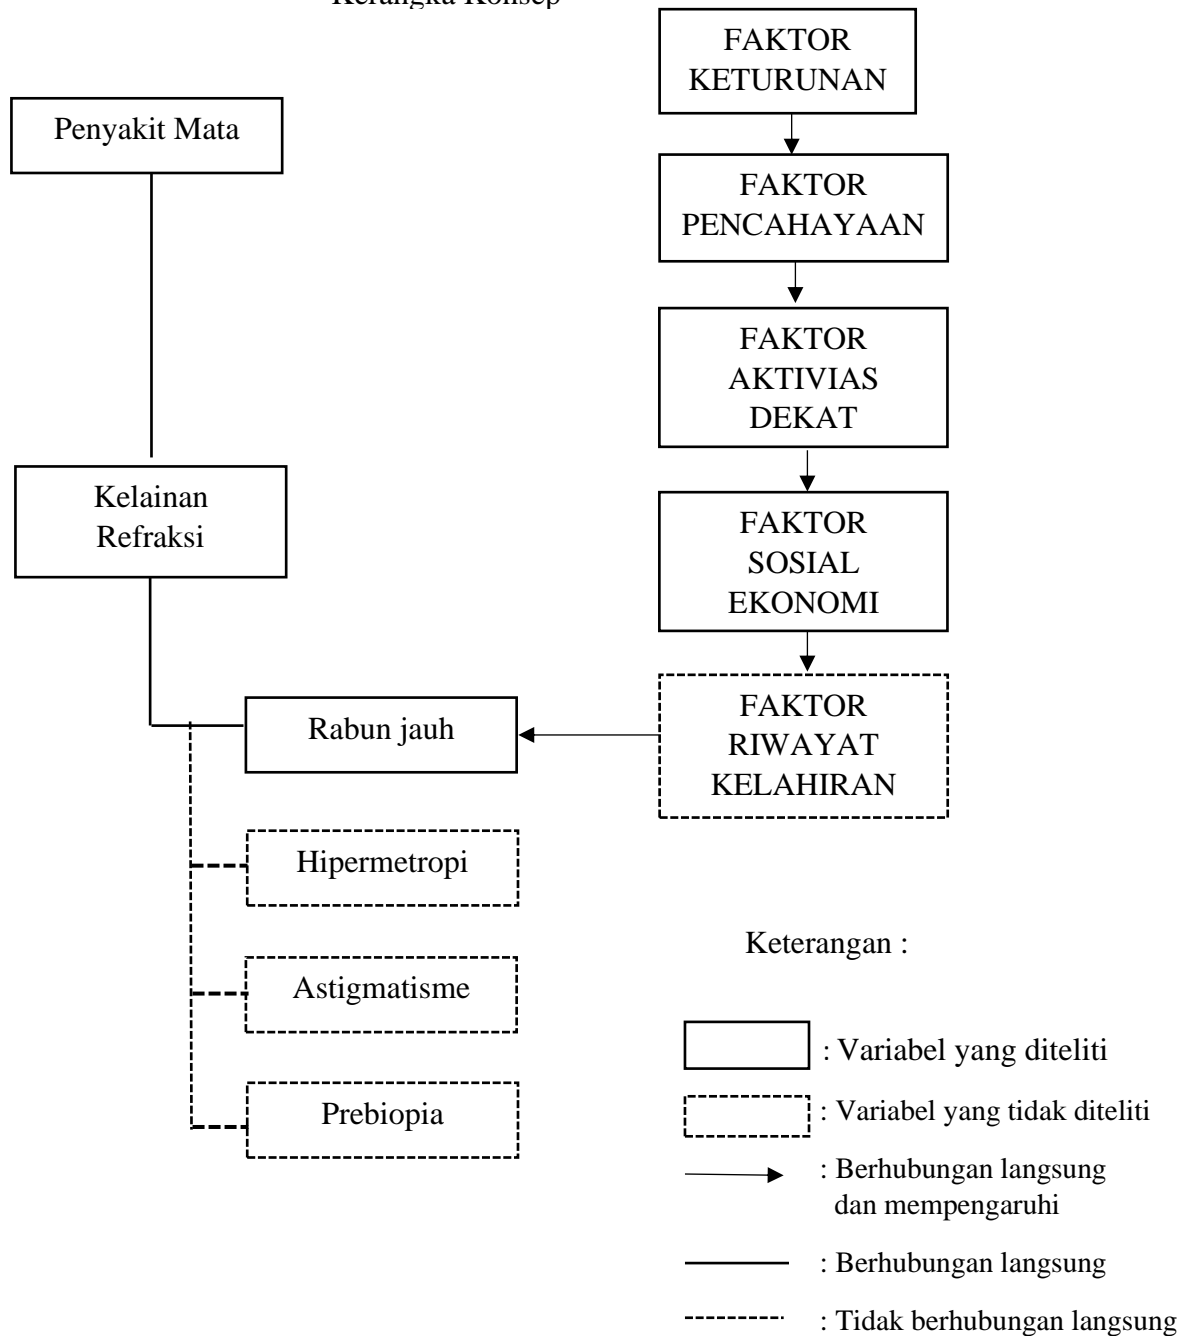 Kerangka Konsep
FAKTOR
KETURUNAN
Penyakit Mata
FAKTOR
PENCAHAYAAN
FAKTOR
AKTIVIAS
DEKAT
Kelainan
Refraksi
FAKTOR
SOSIAL
EKONOMI
Rabun jauh
FAKTOR
RIWAYAT
KELAHIRAN
Hipermetropi
Astigmatisme
Prebiopia
Keterangan :
: Variabel yang diteliti
: Variabel yang tidak diteliti
: Berhubungan langsung
dan mempengaruhi
: Berhubungan langsung
: Tidak berhubungan langsung